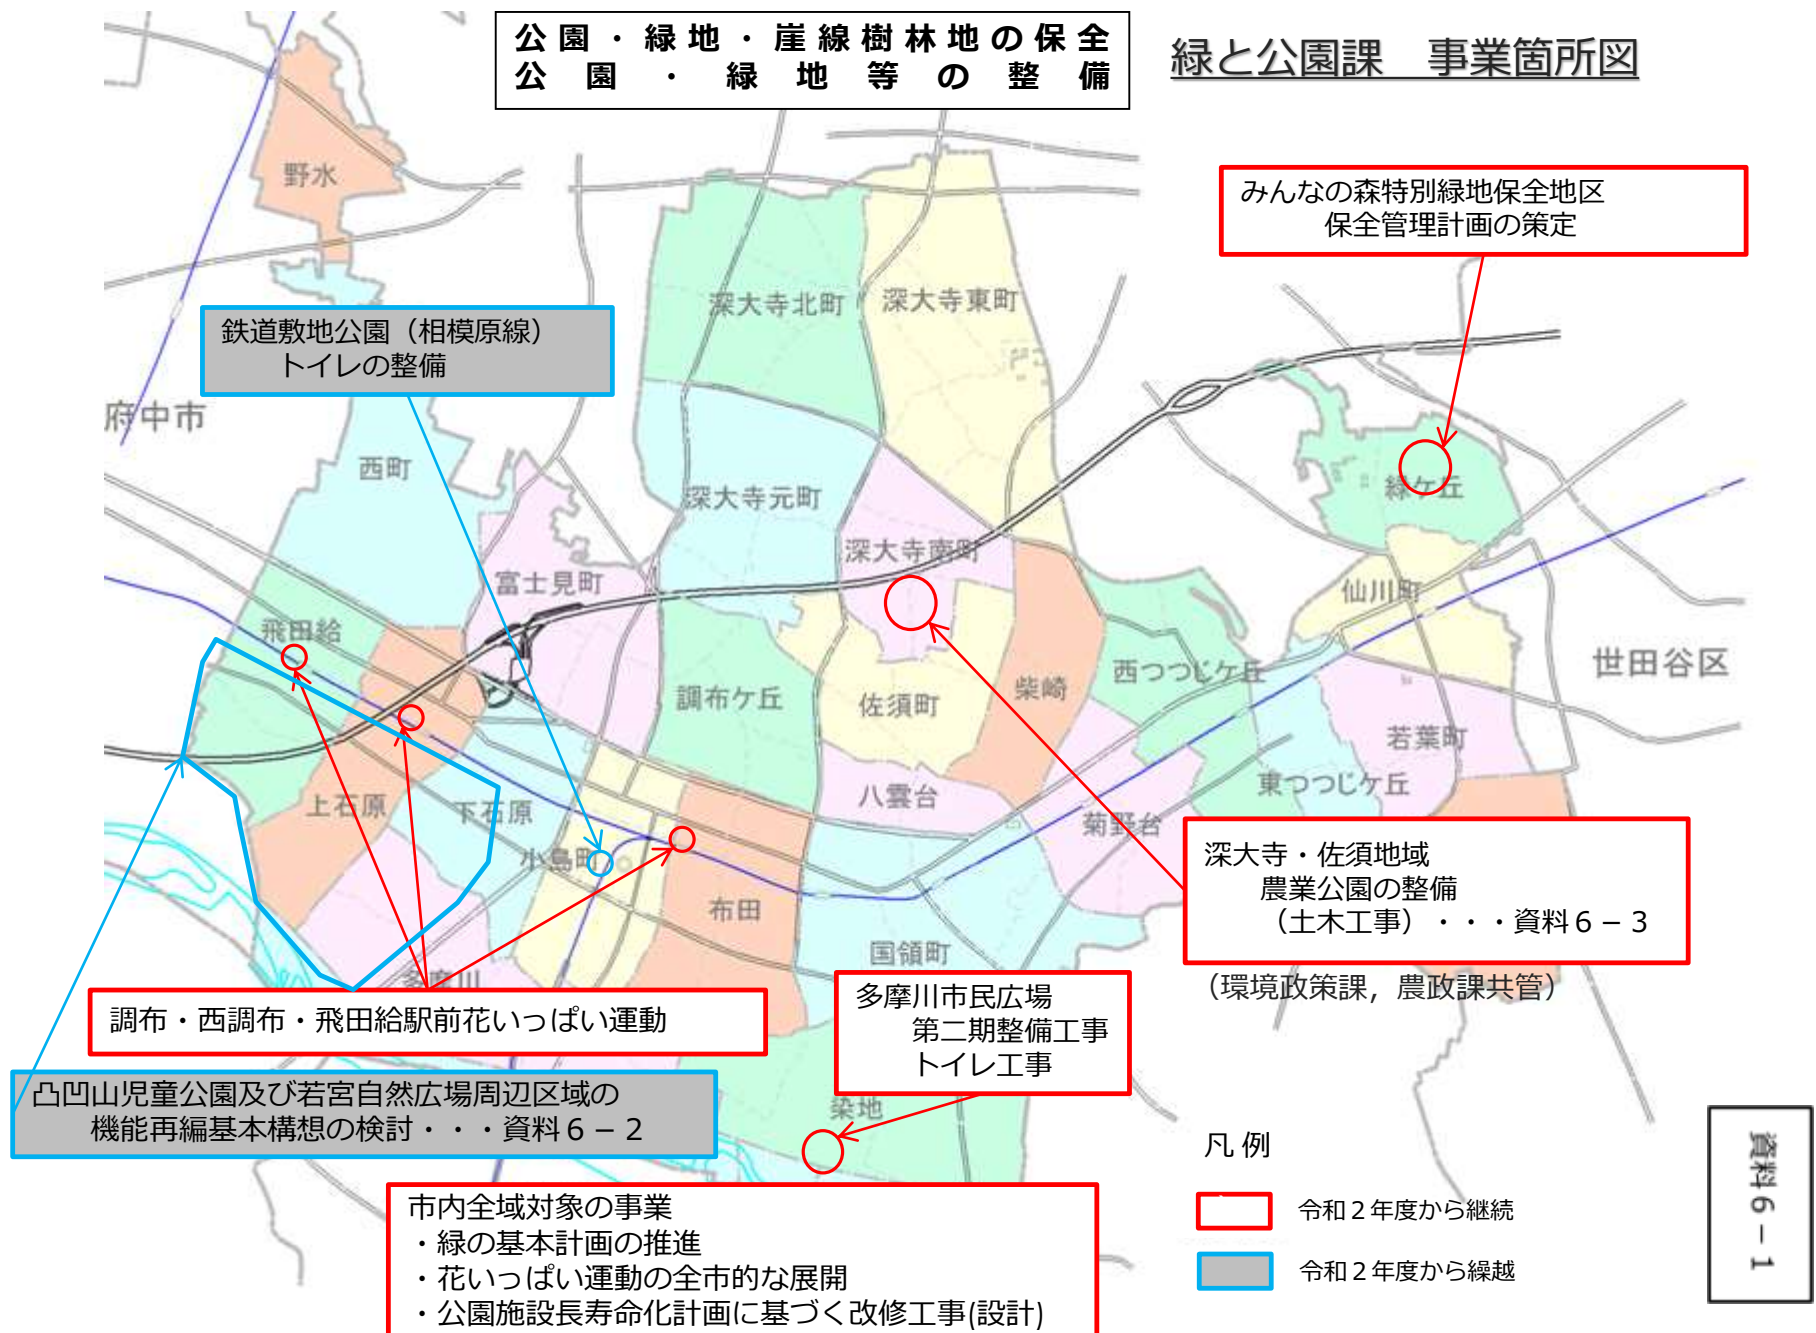 公園・緑地・崖線樹林地の保全
公園・緑地等の整備
緑と公園課　事業箇所図
野水
みんなの森特別緑地保全地区
保全管理計画の策定
深大寺北町
深大寺東町
鉄道敷地公園（相模原線）
トイレの整備
府中市
西町
深大寺元町
緑ケ丘
深大寺南町
富士見町
仙川町
飛田給
世田谷区
西つつじケ丘
調布ケ丘
佐須町
柴崎
若葉町
東つつじケ丘
上石原
下石原
八雲台
菊野台
小島町
深大寺・佐須地域
農業公園の整備
（土木工事）・・・資料６－３
（環境政策課，農政課共管）
布田
国領町
多摩川
多摩川市民広場
第二期整備工事
トイレ工事
調布・西調布・飛田給駅前花いっぱい運動
凸凹山児童公園及び若宮自然広場周辺区域の
機能再編基本構想の検討・・・資料６－２
染地
凡例
令和２年度から継続
令和２年度から繰越
市内全域対象の事業
・緑の基本計画の推進
・花いっぱい運動の全市的な展開
・公園施設長寿命化計画に基づく改修工事(設計)
資料６－１